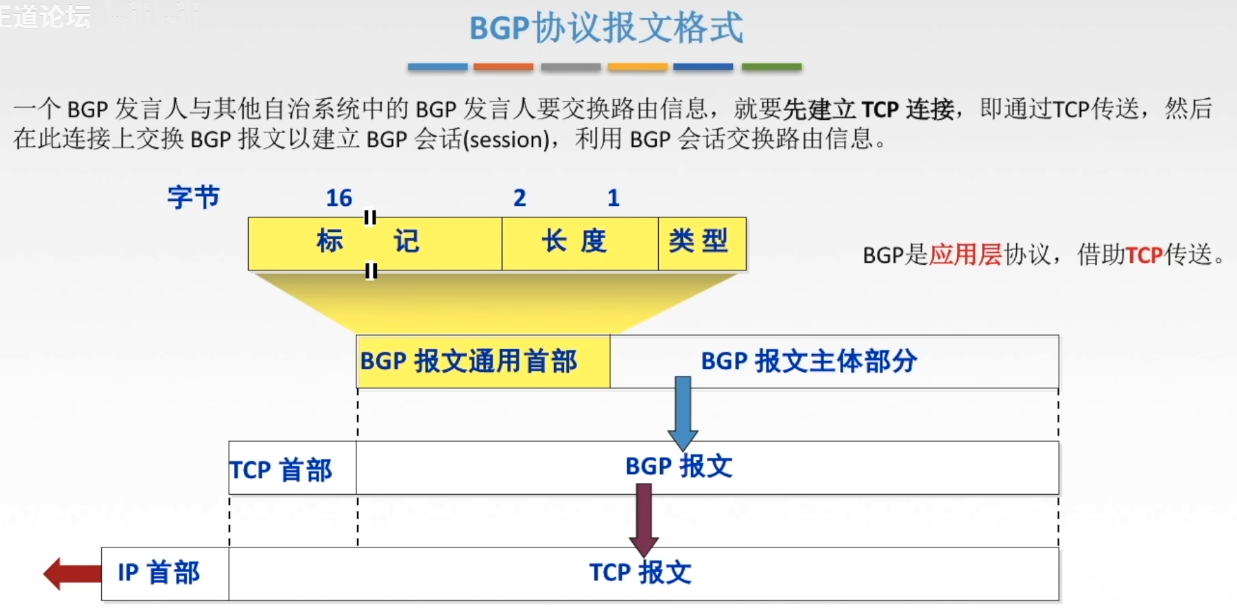 王道论坛
BGP协议报文格式
一个 BGP 发言人与其他自治系统中的 BGP 发言人要交换路由信息，就要先建立 TCP 连接，即通过TCP传送，然后
在此连接上交换 BGP 报文以建立 BGP 会话(session)，利用 BGP 会话交换路由信息。
字节 16 2 1
标 记 长 度 类 型
BGP是应用层协议，借助TCP传送。
BGP 报文通用首部 BGP 报文主体部分
TCP 首部 BGP 报文
IP 首部 TCP 报文